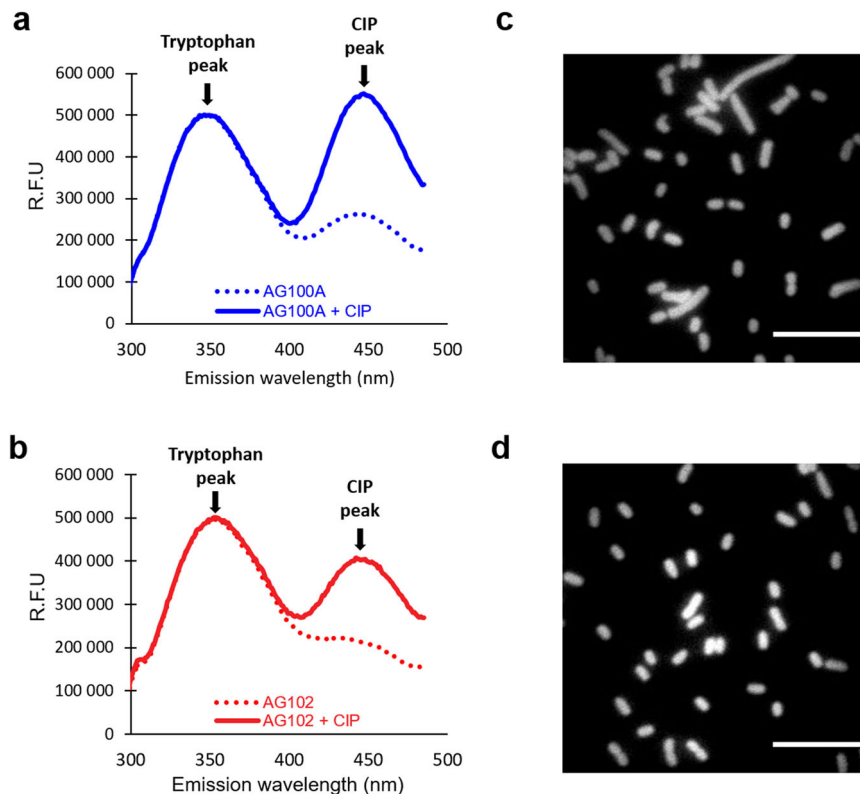 a
Tryptophan
peak
CIP
peak
600 000
500 000
400 000
300 000
200 000
100 000
0
R.F.U
AG100A
AG100A + CIP
300 350 400 450 500
Emission wavelength (nm)
c
b
Tryptophan
peak
CIP
peak
600 000
500 000
400 000
300 000
200 000
100 000
0
R.F.U
AG102
AG102 + CIP
300 350 400 450 500
Emission wavelength (nm)
d